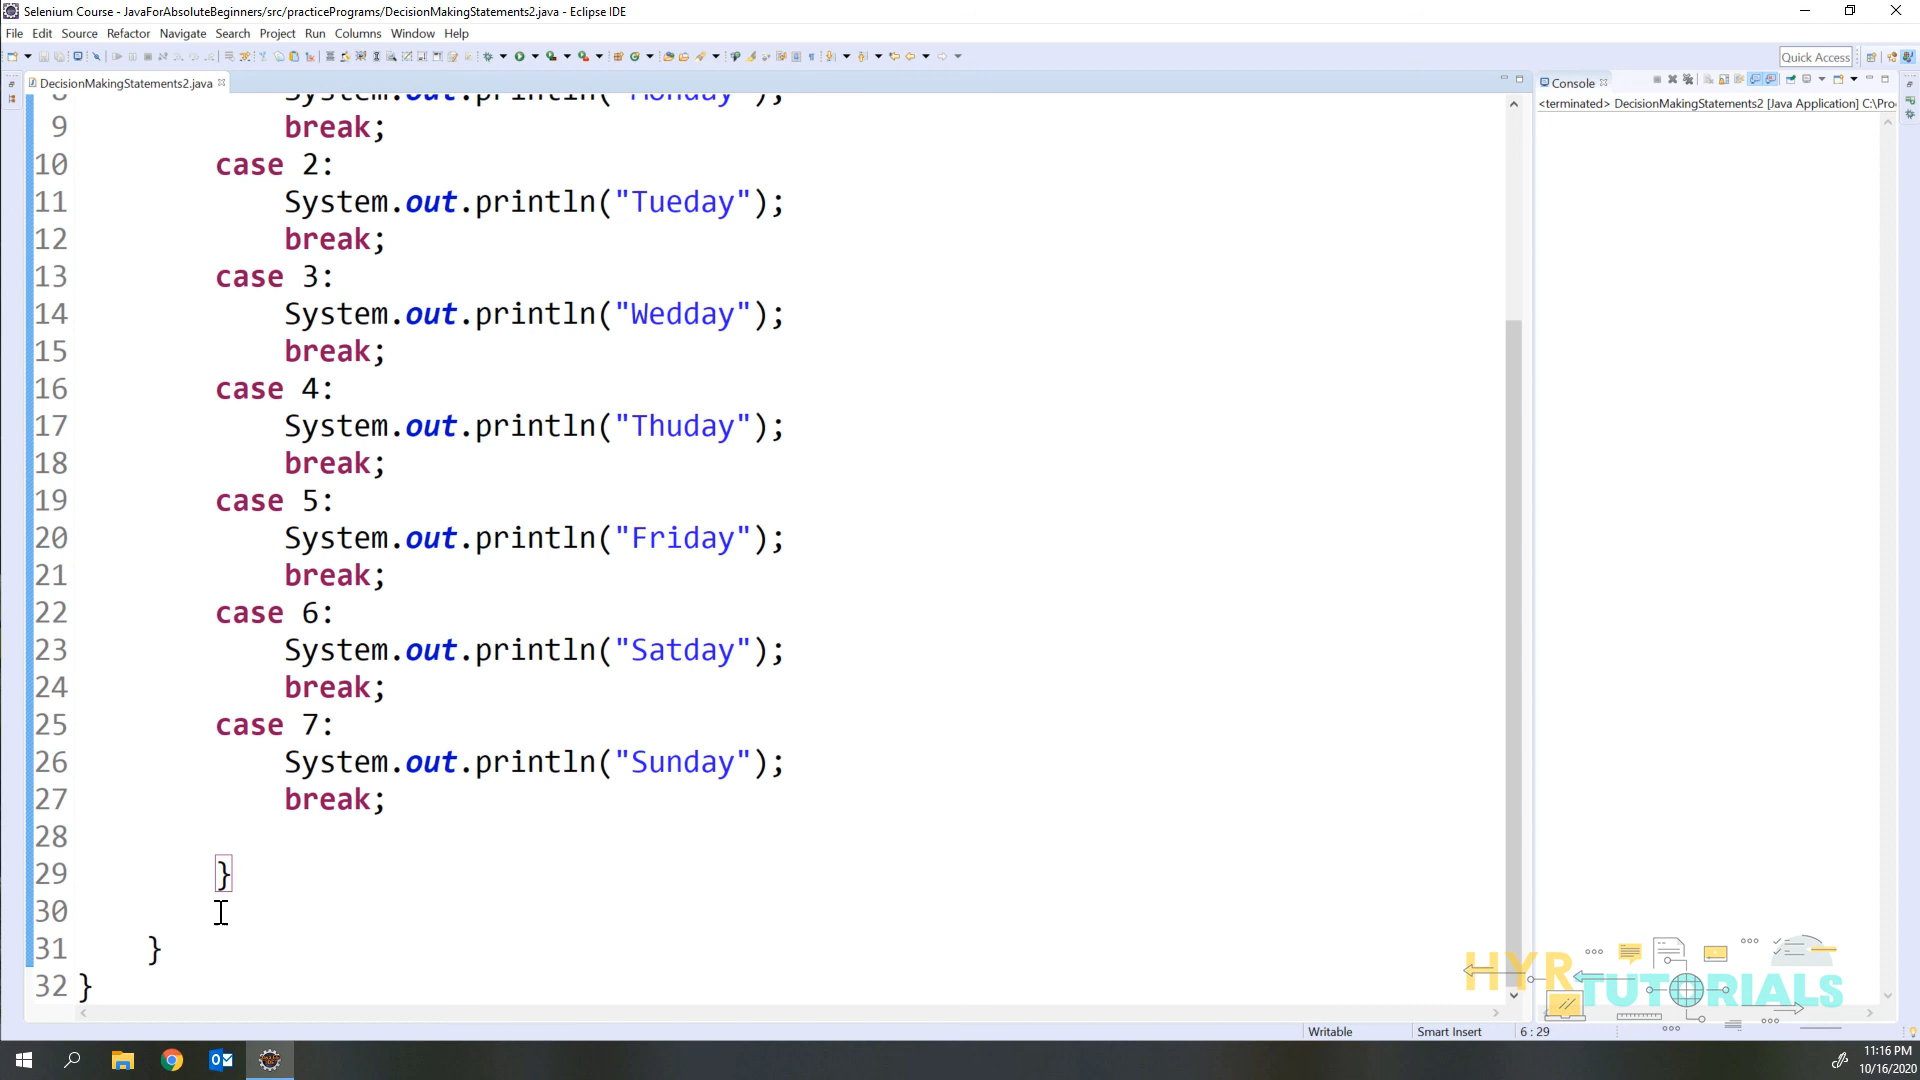 Selenium Course - JavaForAbsoluteBeginners/src/practicePrograms/DecisionMakingStatements2.java - Eclipse IDE
File Edit Source Refactor Navigate Search Project Run Columns Window Help
Quick Access
DecisionMakingStatements2.java
Console
<terminated> DecisionMakingStatements2 [Java Application] C:\Pro
8 System.out.println("Monday");
9 break;
10 case 2:
11 System.out.println("Tueday");
12 break;
13 case 3:
14 System.out.println("Wedday");
15 break;
16 case 4:
17 System.out.println("Thuday");
18 break;
19 case 5:
20 System.out.println("Friday");
21 break;
22 case 6:
23 System.out.println("Satday");
24 break;
25 case 7:
26 System.out.println("Sunday");
27 break;
28
29 }
30
31 }
32 }
HYR TUTORIALS
Writable Smart Insert 6 : 29
11:16 PM
10/16/2020